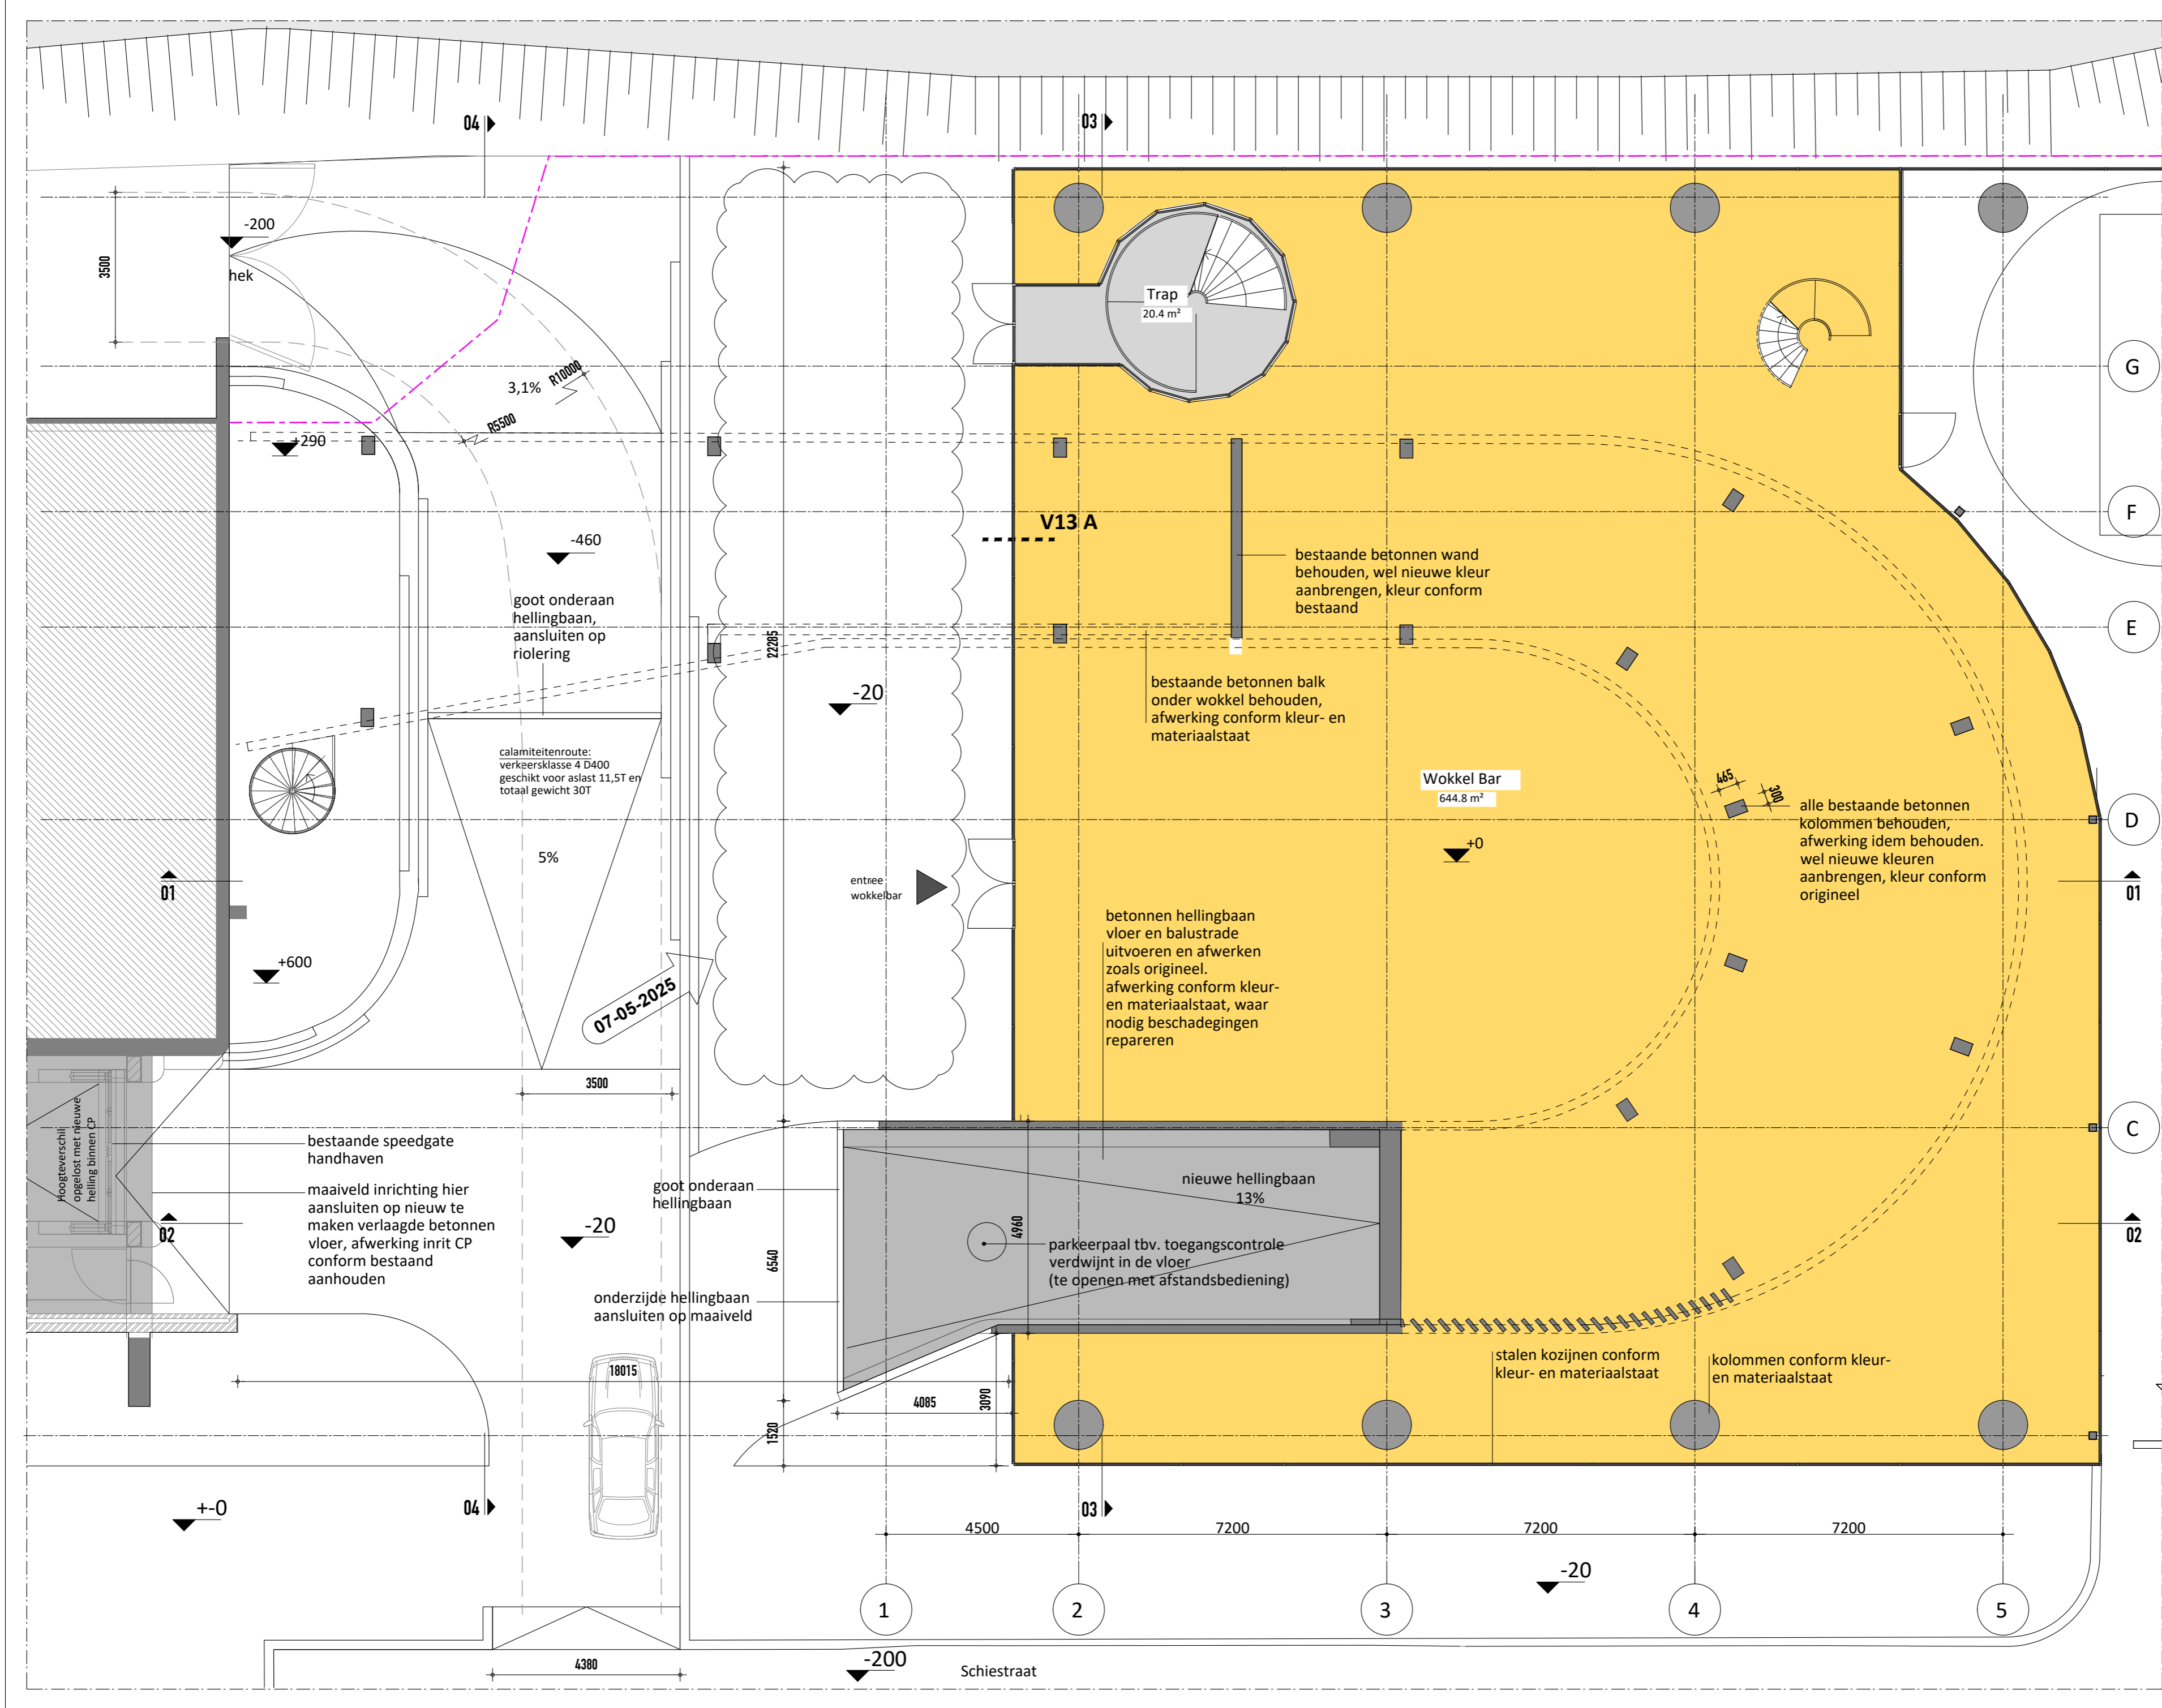 04
03
-200
3500
hek
Trap
20.4 m²
G
3,1%
R10000
R5500
+290
F
V13 A
-460
bestaande betonnen wand
behouden, wel nieuwe kleur
aanbrengen, kleur conform
bestaand
goot onderaan
hellingbaan,
aansluiten op
riolering
E
22285
bestaande betonnen balk
onder wokkel behouden,
afwerking conform kleur- en
materiaalstaat
-20
calamiteitenroute:
verkeersklasse 4 D400
geschikt voor aslast 11,5T en
totaal gewicht 30T
Wokkel Bar
644.8 m²
465
300
alle bestaande betonnen
kolommen behouden,
afwerking idem behouden.
wel nieuwe kleuren
aanbrengen, kleur conform
origineel
D
+0
5%
01
entree
wokkelbar
01
betonnen hellingbaan
vloer en balustrade
uitvoeren en afwerken
zoals origineel.
afwerking conform kleur-
en materiaalstaat, waar
nodig beschadegingen
repareren
+600
07-05-2025
3500
Hoogteverschil
opgelost met nieuwe
helling binnen CP
bestaande speedgate
handhaven
C
goot onderaan
hellingbaan
nieuwe hellingbaan
13%
maaiveld inrichting hier
aansluiten op nieuw te
maken verlaagde betonnen
vloer, afwerking inrit CP
conform bestaand
aanhouden
02
-20
4960
02
6540
parkeerpaal tbv. toegangscontrole
verdwijnt in de vloer
(te openen met afstandsbediening)
onderzijde hellingbaan
aansluiten op maaiveld
18015
stalen kozijnen conform
kleur- en materiaalstaat
kolommen conform kleur-
en materiaalstaat
4085
3090
1520
+-0
04
03
4500
7200
7200
7200
-20
1
2
3
4
5
4380
-200
Schiestraat